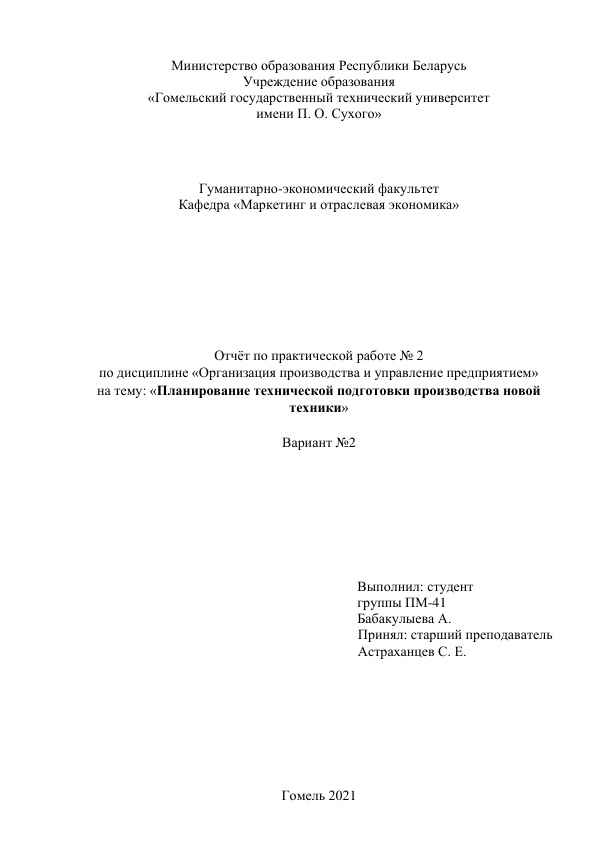 Министерство образования Республики Беларусь
Учреждение образования
«Гомельский государственный технический университет
имени П. О. Сухого»
Гуманитарно-экономический факультет
Кафедра «Маркетинг и отраслевая экономика»
Отчёт по практической работе № 2
по дисциплине «Организация производства и управление предприятием»
на тему: «Планирование технической подготовки производства новой
техники»
Вариант №2
Выполнил: студент
группы ПМ-41
Бабакулыева А.
Принял: старший преподаватель
Астраханцев С. Е.
Гомель 2021